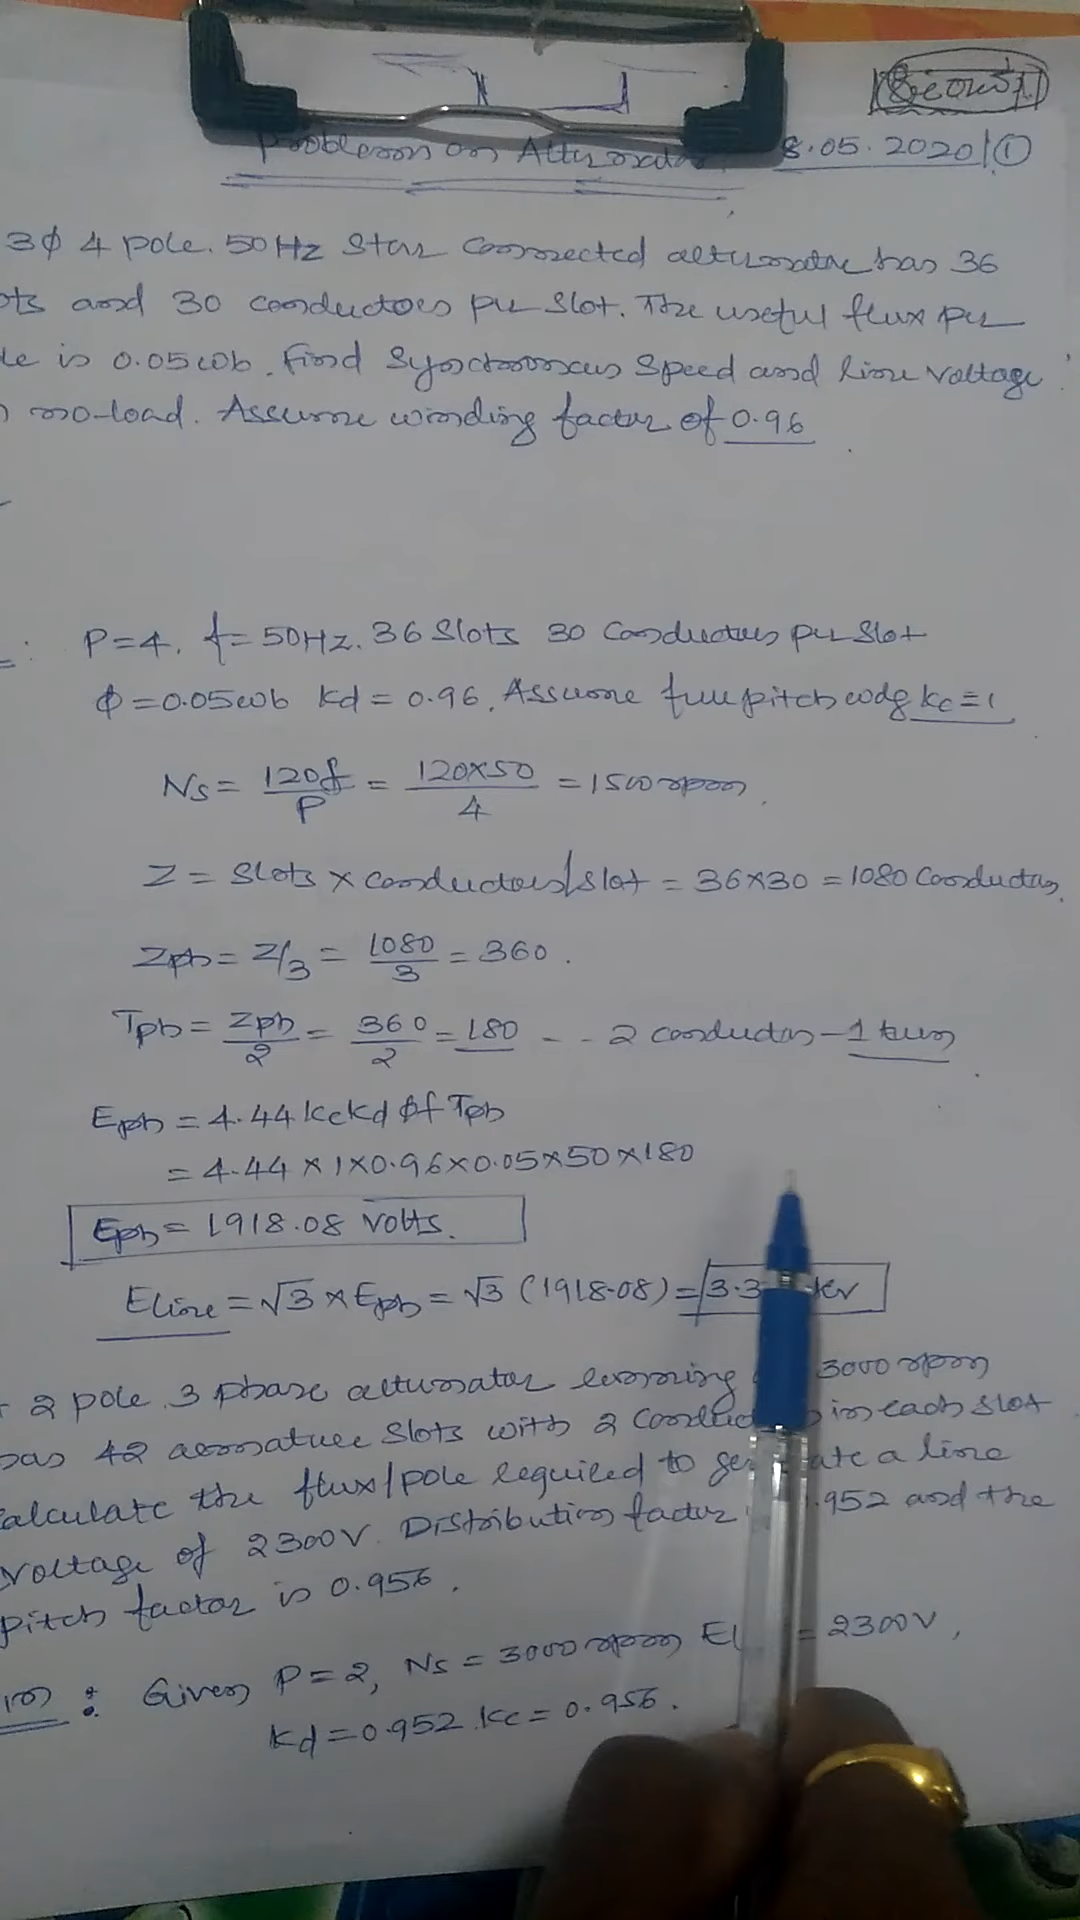 Problem on Alternator 8.05.2020/①
3ϕ 4 pole. 50Hz Star Connected alternator has 36
ots and 30 conductors per slot. The useful flux per
le is 0.05wb. Find Synchronous Speed and line voltage
no-load. Assume winding factor of 0.96
P=4, f=50Hz. 36 Slots 30 Conductors per Slot
ϕ=0.05wb Kd = 0.96, Assume full pitch wdg Kc=1
Ns = 120f/P = 120×50/4 = 1500rpm,
Z = Slots × conductors/slot = 36×30 = 1080 Conductors,
Zph = Z/3 = 1080/3 = 360.
Tph = Zph/2 = 360/2 = 180 - - 2 conductors – 1 turn
Eph = 4.44 Kc Kd ϕf Tph
= 4.44 × 1×0.96×0.05×50×180
Eph = 1918.08 volts.
Eline = √3 × Eph = √3 (1918.08) = 3.3 kv
2 pole 3 phase alternator running 3000 rpm
has 42 armature slots with 2 in each slot
alculate the flux/pole required to a line
voltage of 2300V. Distribution factor .952 and the
pitch factor is 0.956.
Given P=2, Ns = 3000 rpm El = 2300V,
Kd=0.952 Kc=0.956.